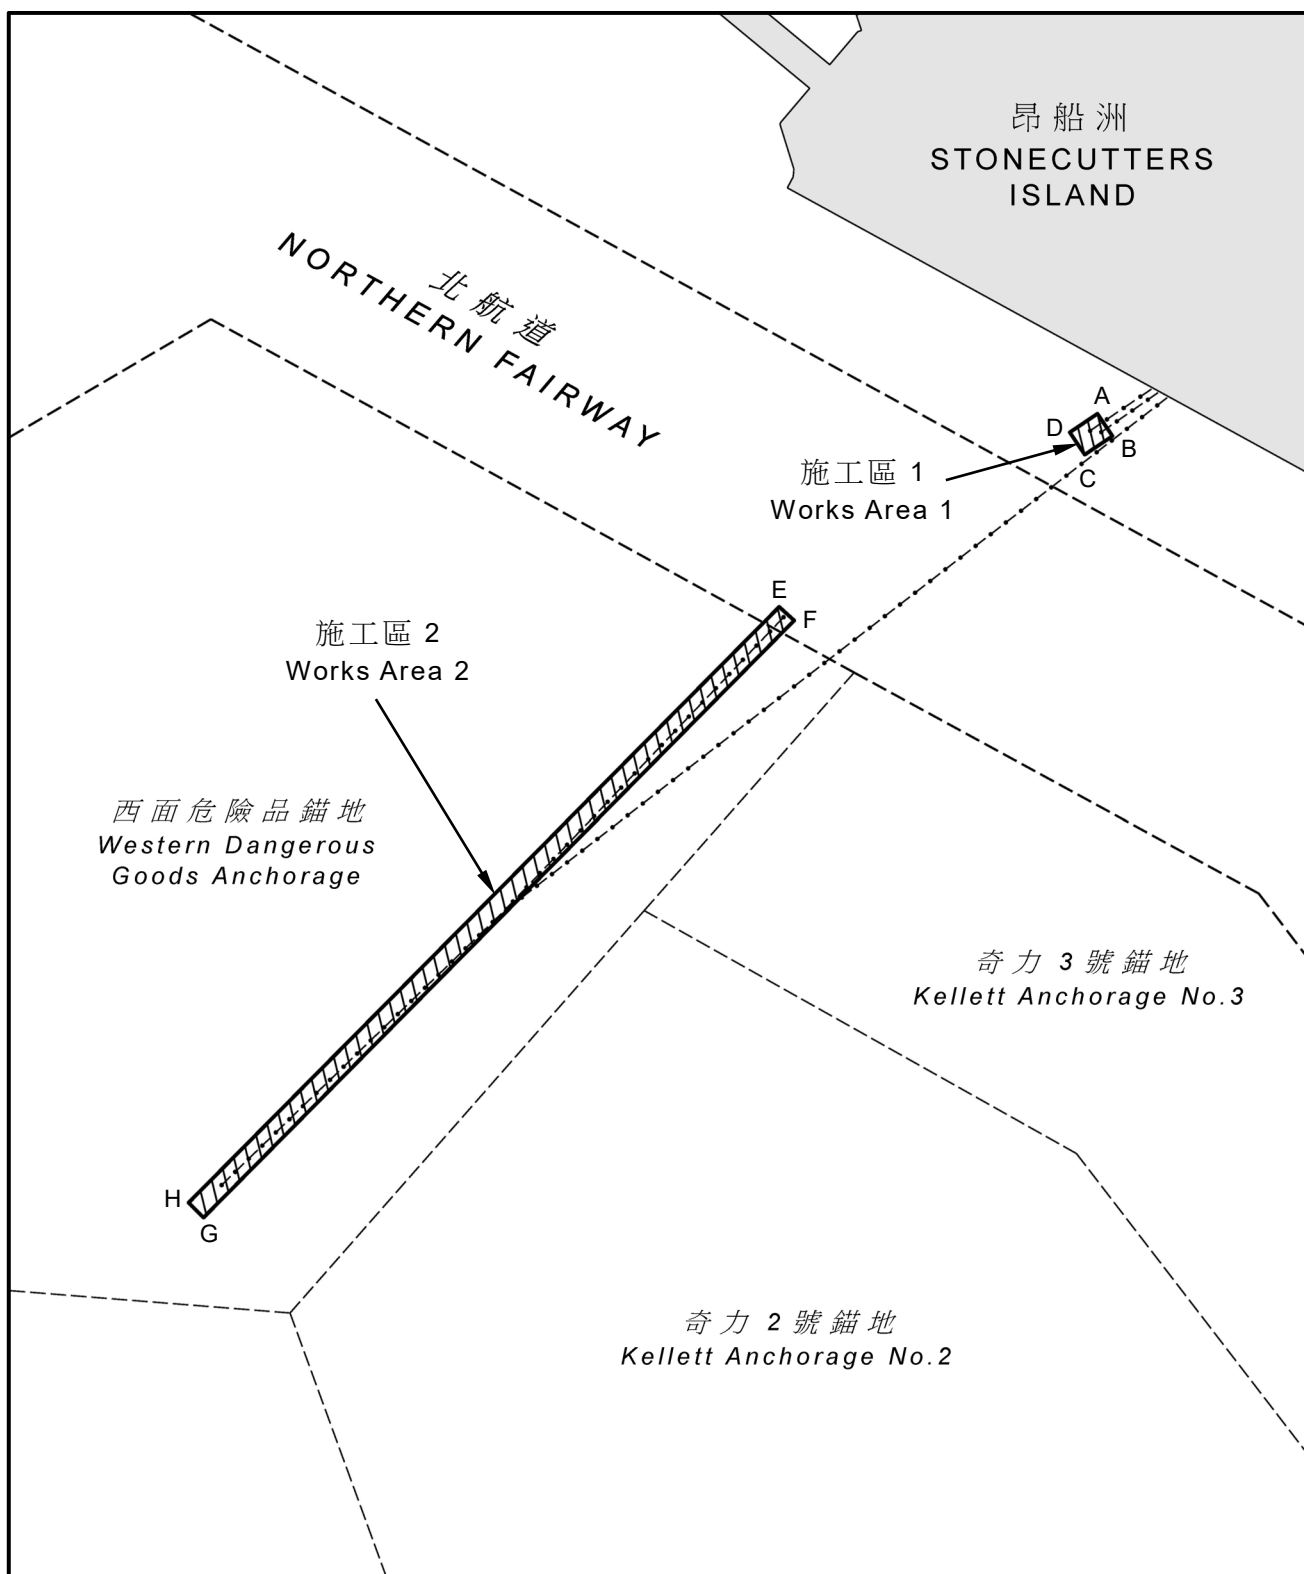 昂船洲
STONECUTTERS
ISLAND
北航道
NORTHERN FAIRWAY
A
D
B
C
施工區 1
Works Area 1
E
F
施工區 2
Works Area 2
西面危險品錨地
Western Dangerous
Goods Anchorage
奇力 3 號錨地
Kellett Anchorage No.3
H
G
奇力 2 號錨地
Kellett Anchorage No.2